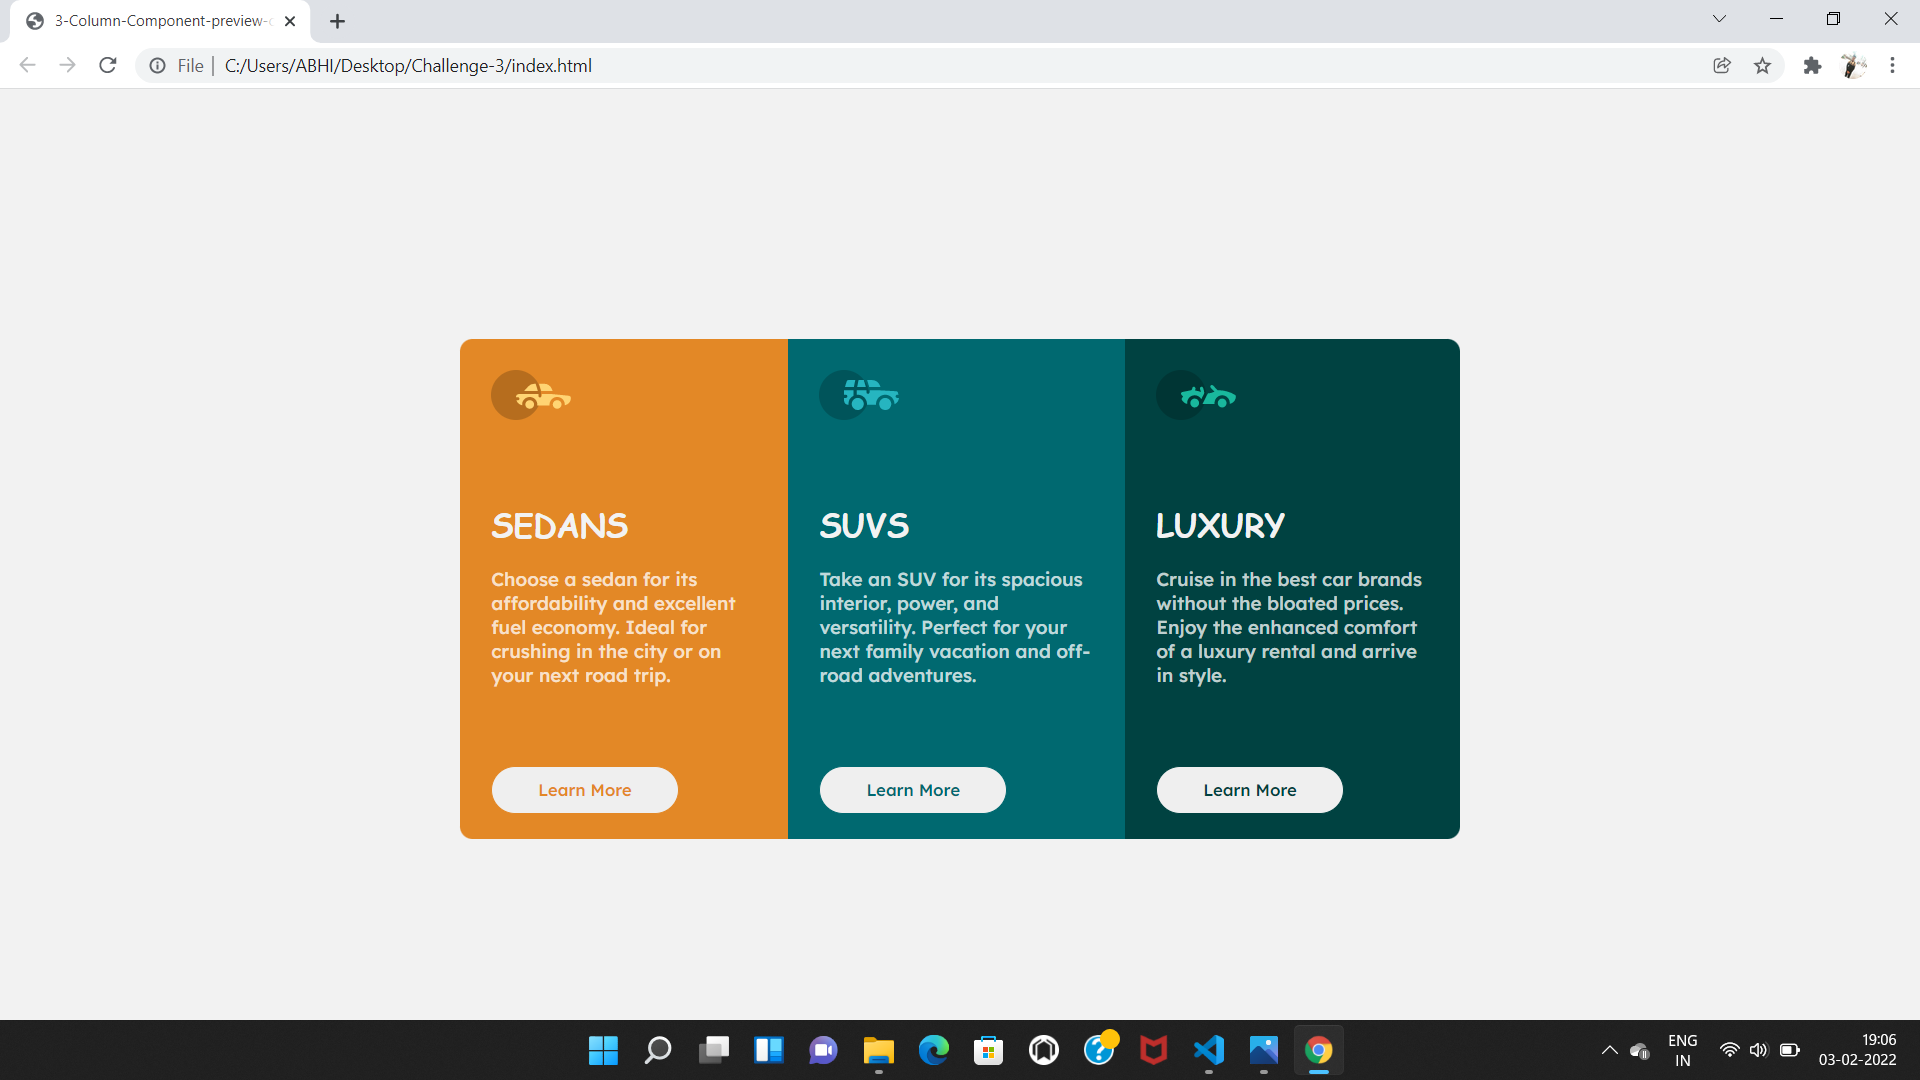 3-Column-Component-preview-
File
C:/Users/ABHI/Desktop/Challenge-3/index.html
SEDANS
Choose a sedan for its
affordability and excellent
fuel economy. Ideal for
crushing in the city or on
your next road trip.
Learn More
SUVS
Take an SUV for its spacious
interior, power, and
versatility. Perfect for your
next family vacation and off-
road adventures.
Learn More
LUXURY
Cruise in the best car brands
without the bloated prices.
Enjoy the enhanced comfort
of a luxury rental and arrive
in style.
Learn More
ENG
IN
19:06
03-02-2022